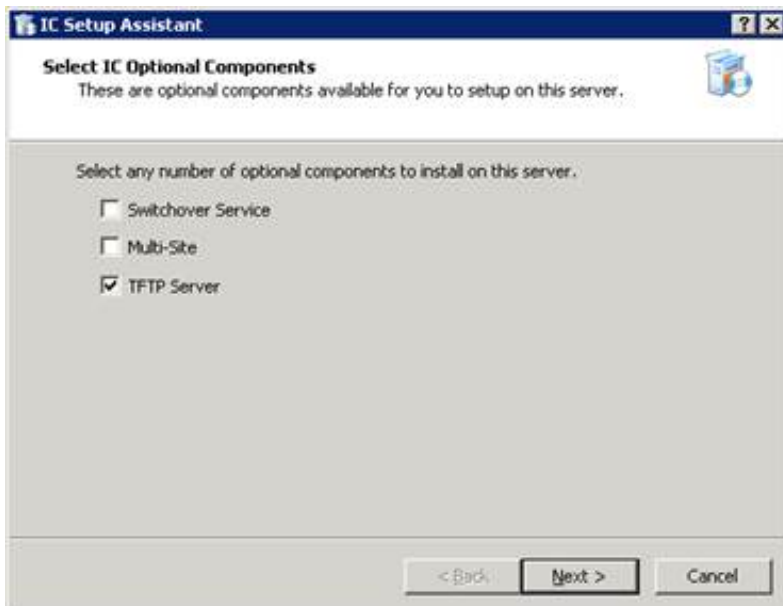 IC Setup Assistant
Select IC Optional Components
These are optional components available for you to setup on this server.
Select any number of optional components to install on this server.
Switchover Service
Multi-Site
TFTP Server
< Back
Next >
Cancel